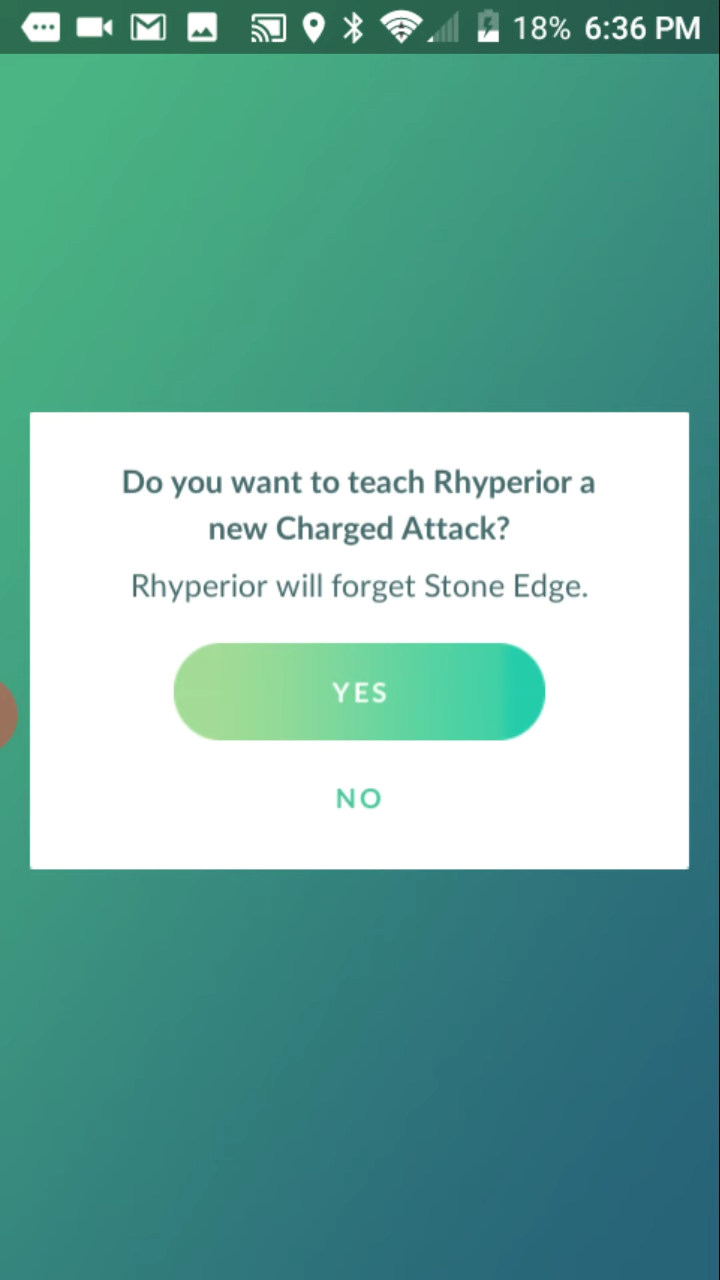 18% 6:36 PM
Do you want to teach Rhyperior a
new Charged Attack?
Rhyperior will forget Stone Edge.
YES
NO